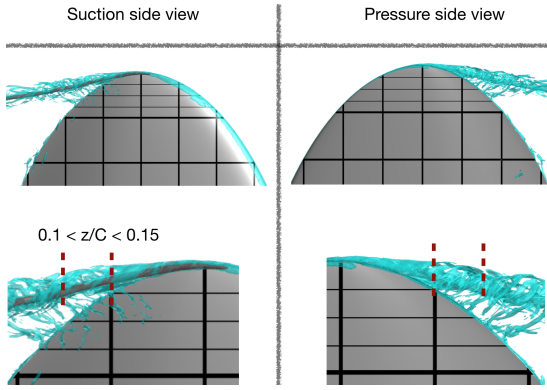 Suction side view
Pressure side view
0.1 < z/C < 0.15